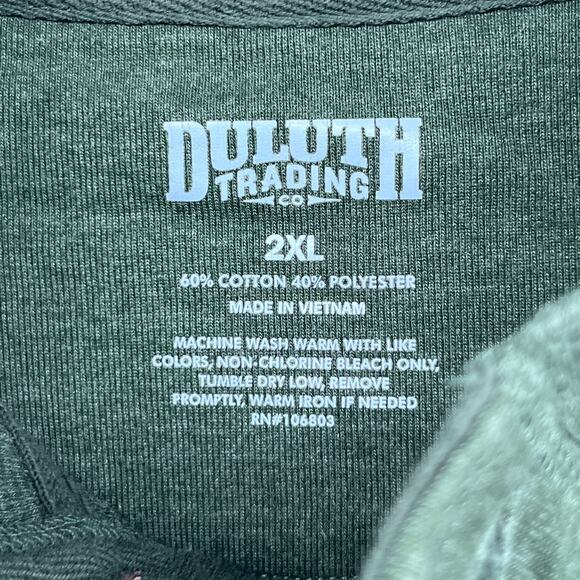 DULUTH
TRADING
CO
2XL
60% COTTON 40% POLYESTER
MADE IN VIETNAM
MACHINE WASH WARM WITH LIKE
COLORS, NON-CHLORINE BLEACH ONLY,
TUMBLE DRY LOW, REMOVE
PROMPTLY, WARM IRON IF NEEDED
RN#106803